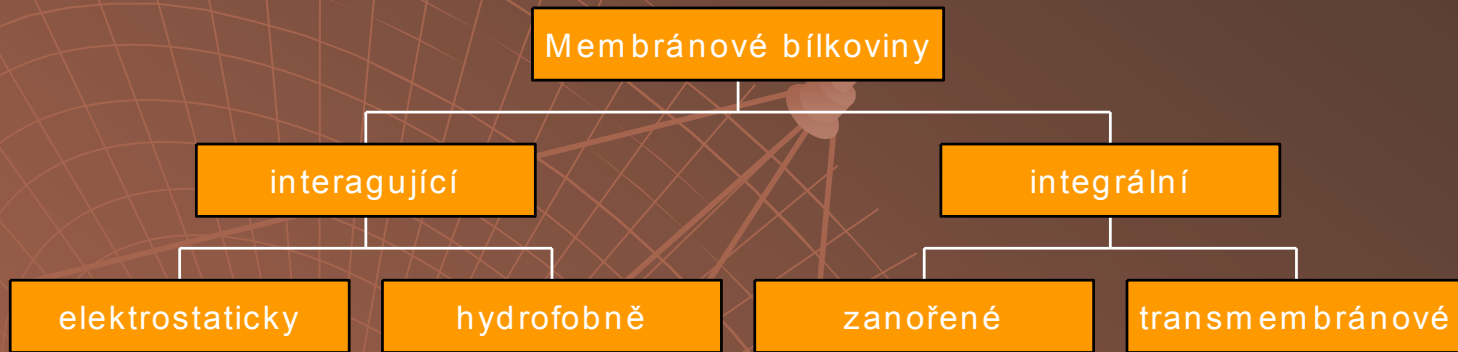 Membránové bílkoviny
interagující
integrální
elektrostaticky
hydrofobně
zanořené
transmembránové